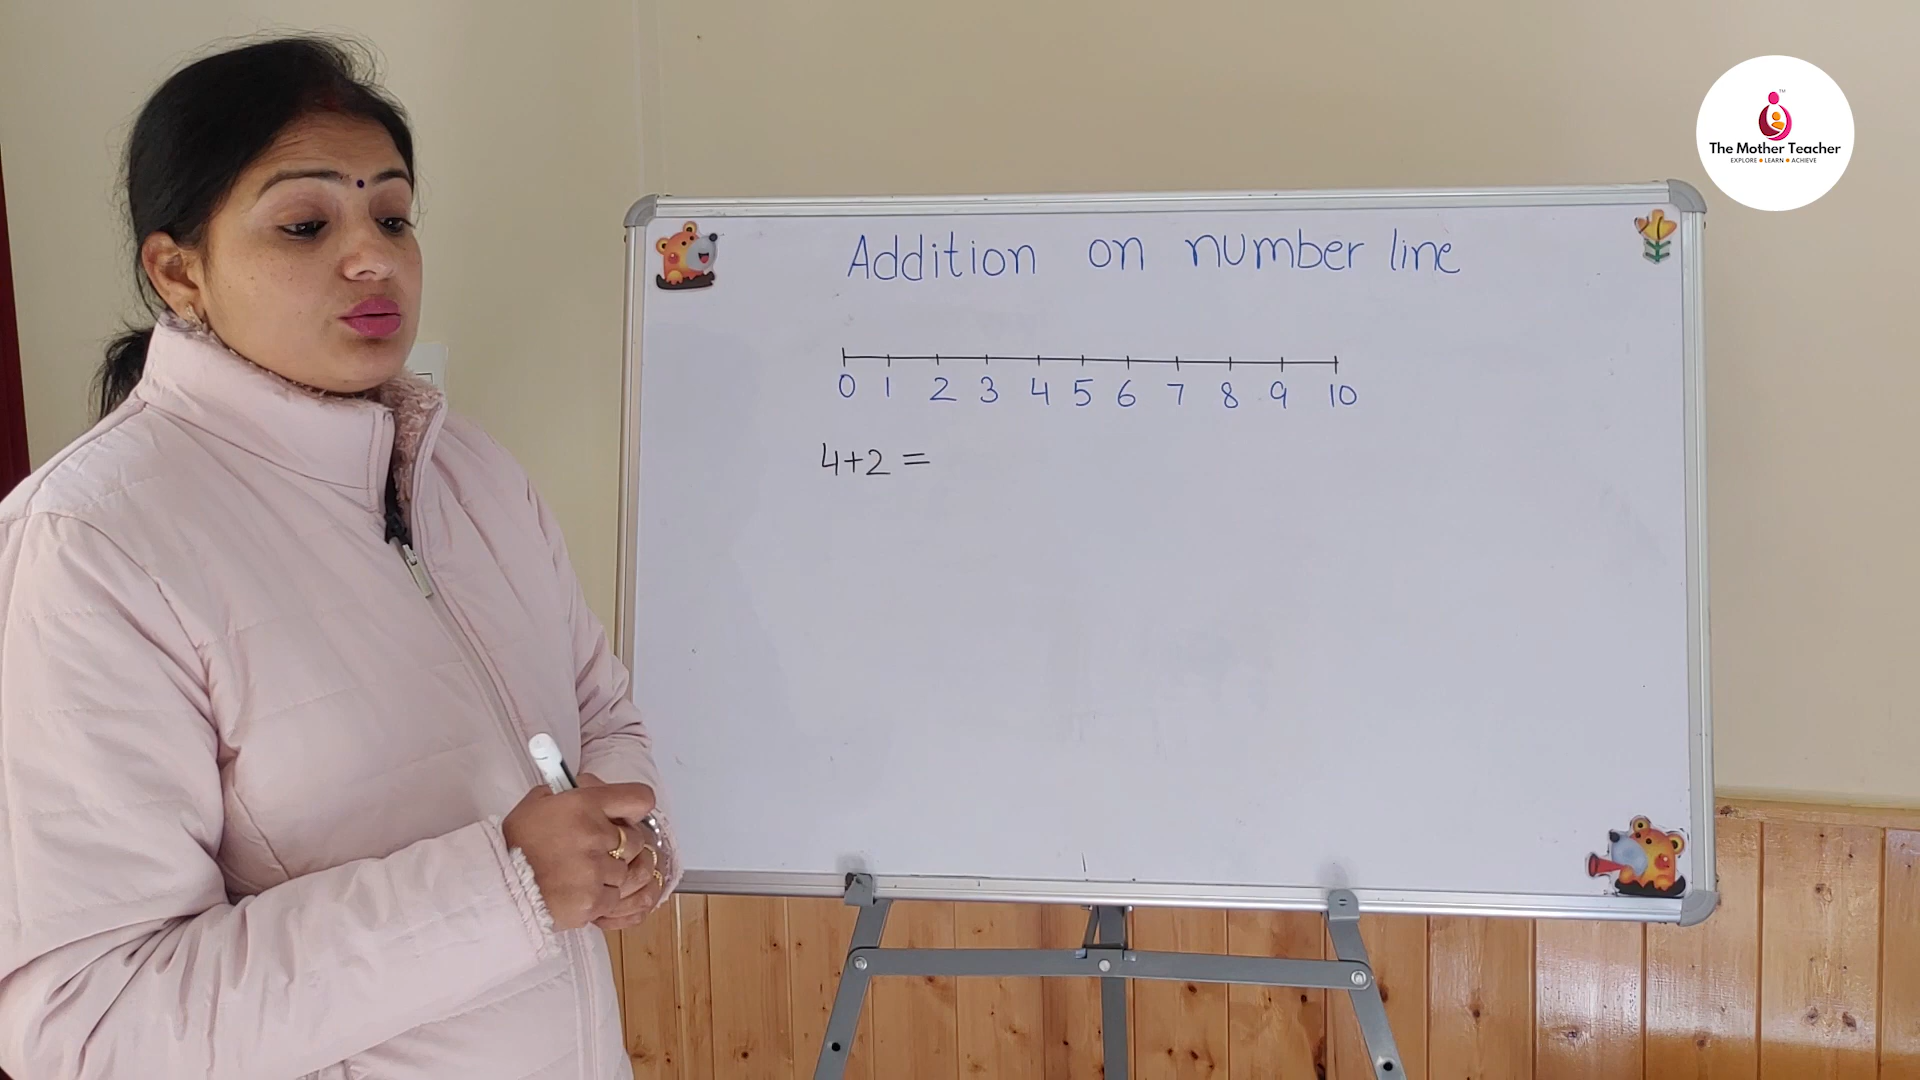 The Mother Teacher
EXPLORE • LEARN • ACHIEVE
Addition on number line
0 1 2 3 4 5 6 7 8 9 10
4+2 =